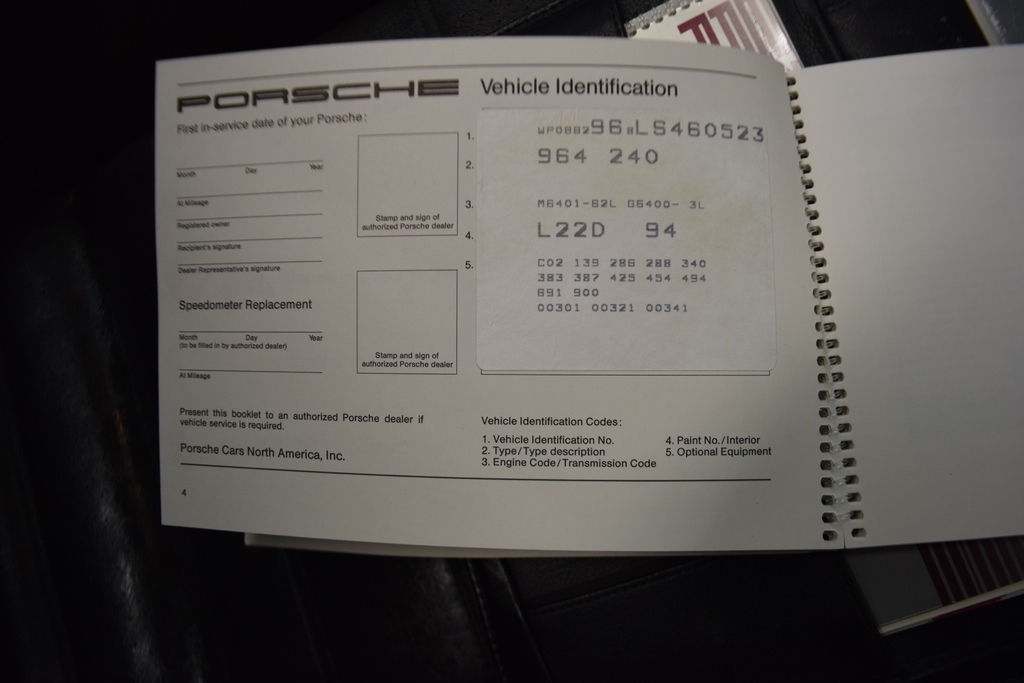 PORSCHE
First in-service date of your Porsche:
Month Day Year
At Mileage
Registered owner
Recipient's signature
Dealer Representative's signature
Stamp and sign of
authorized Porsche dealer
Speedometer Replacement
Month Day Year
(to be filled in by authorized dealer)
At Mileage
Stamp and sign of
authorized Porsche dealer
Present this booklet to an authorized Porsche dealer if
vehicle service is required.
Porsche Cars North America, Inc.
4
Vehicle Identification
1. WP0BB296XLS460523
2. 964 240
3. M6401-62L G6400- 3L
4. L22D 94
5. C02 139 286 288 340
383 387 425 454 494
691 900
00301 00321 00341
Vehicle Identification Codes:
1. Vehicle Identification No.
2. Type/Type description
3. Engine Code/Transmission Code
4. Paint No./Interior
5. Optional Equipment